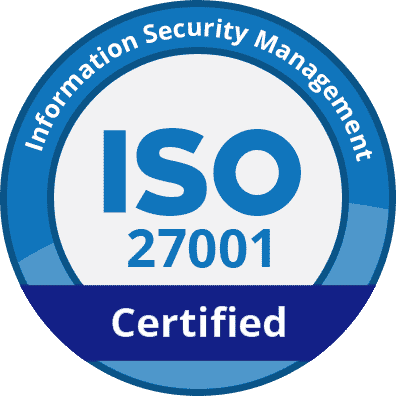 Information Security Management
ISO
27001
Certified